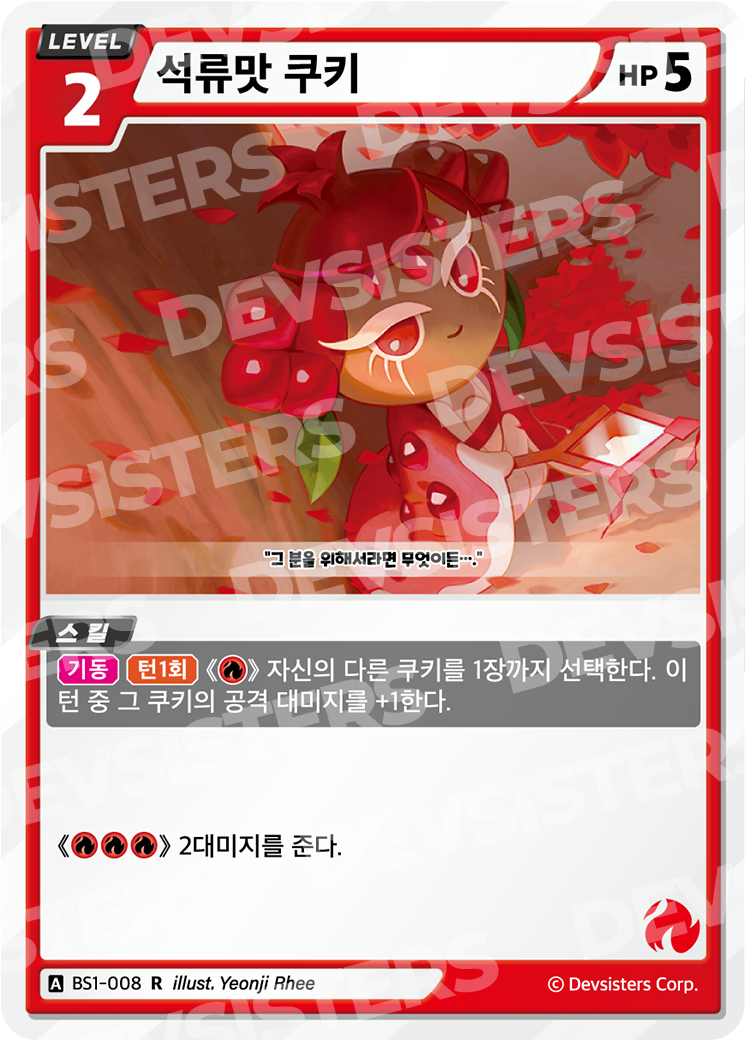 LEVEL
2
석류맛 쿠키
HP 5
"그 분을 위해서라면 무엇이든…."
스킬
기동 턴1회 《》 자신의 다른 쿠키를 1장까지 선택한다. 이
턴 중 그 쿠키의 공격 대미지를 +1한다.
《》 2대미지를 준다.
A BS1-008 R illust. Yeonji Rhee
© Devsisters Corp.
DEVSISTERS